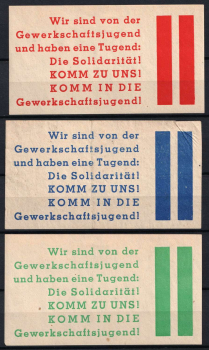 Wir sind von der
Gewerkschaftsjugend
und haben eine Tugend:
Die Solidarität!
KOMM ZU UNS!
KOMM IN DIE
Gewerkschaftsjugend!
Wir sind von der
Gewerkschaftsjugend
und haben eine Tugend:
Die Solidarität!
KOMM ZU UNS!
KOMM IN DIE
Gewerkschaftsjugend!
Wir sind von der
Gewerkschaftsjugend
und haben eine Tugend:
Die Solidarität!
KOMM ZU UNS!
KOMM IN DIE
Gewerkschaftsjugend!